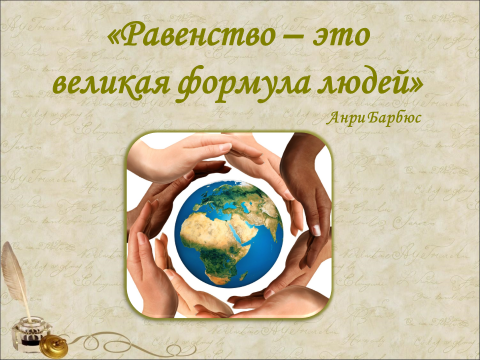 «Равенство – это
великая формула людей»
Анри Барбюс